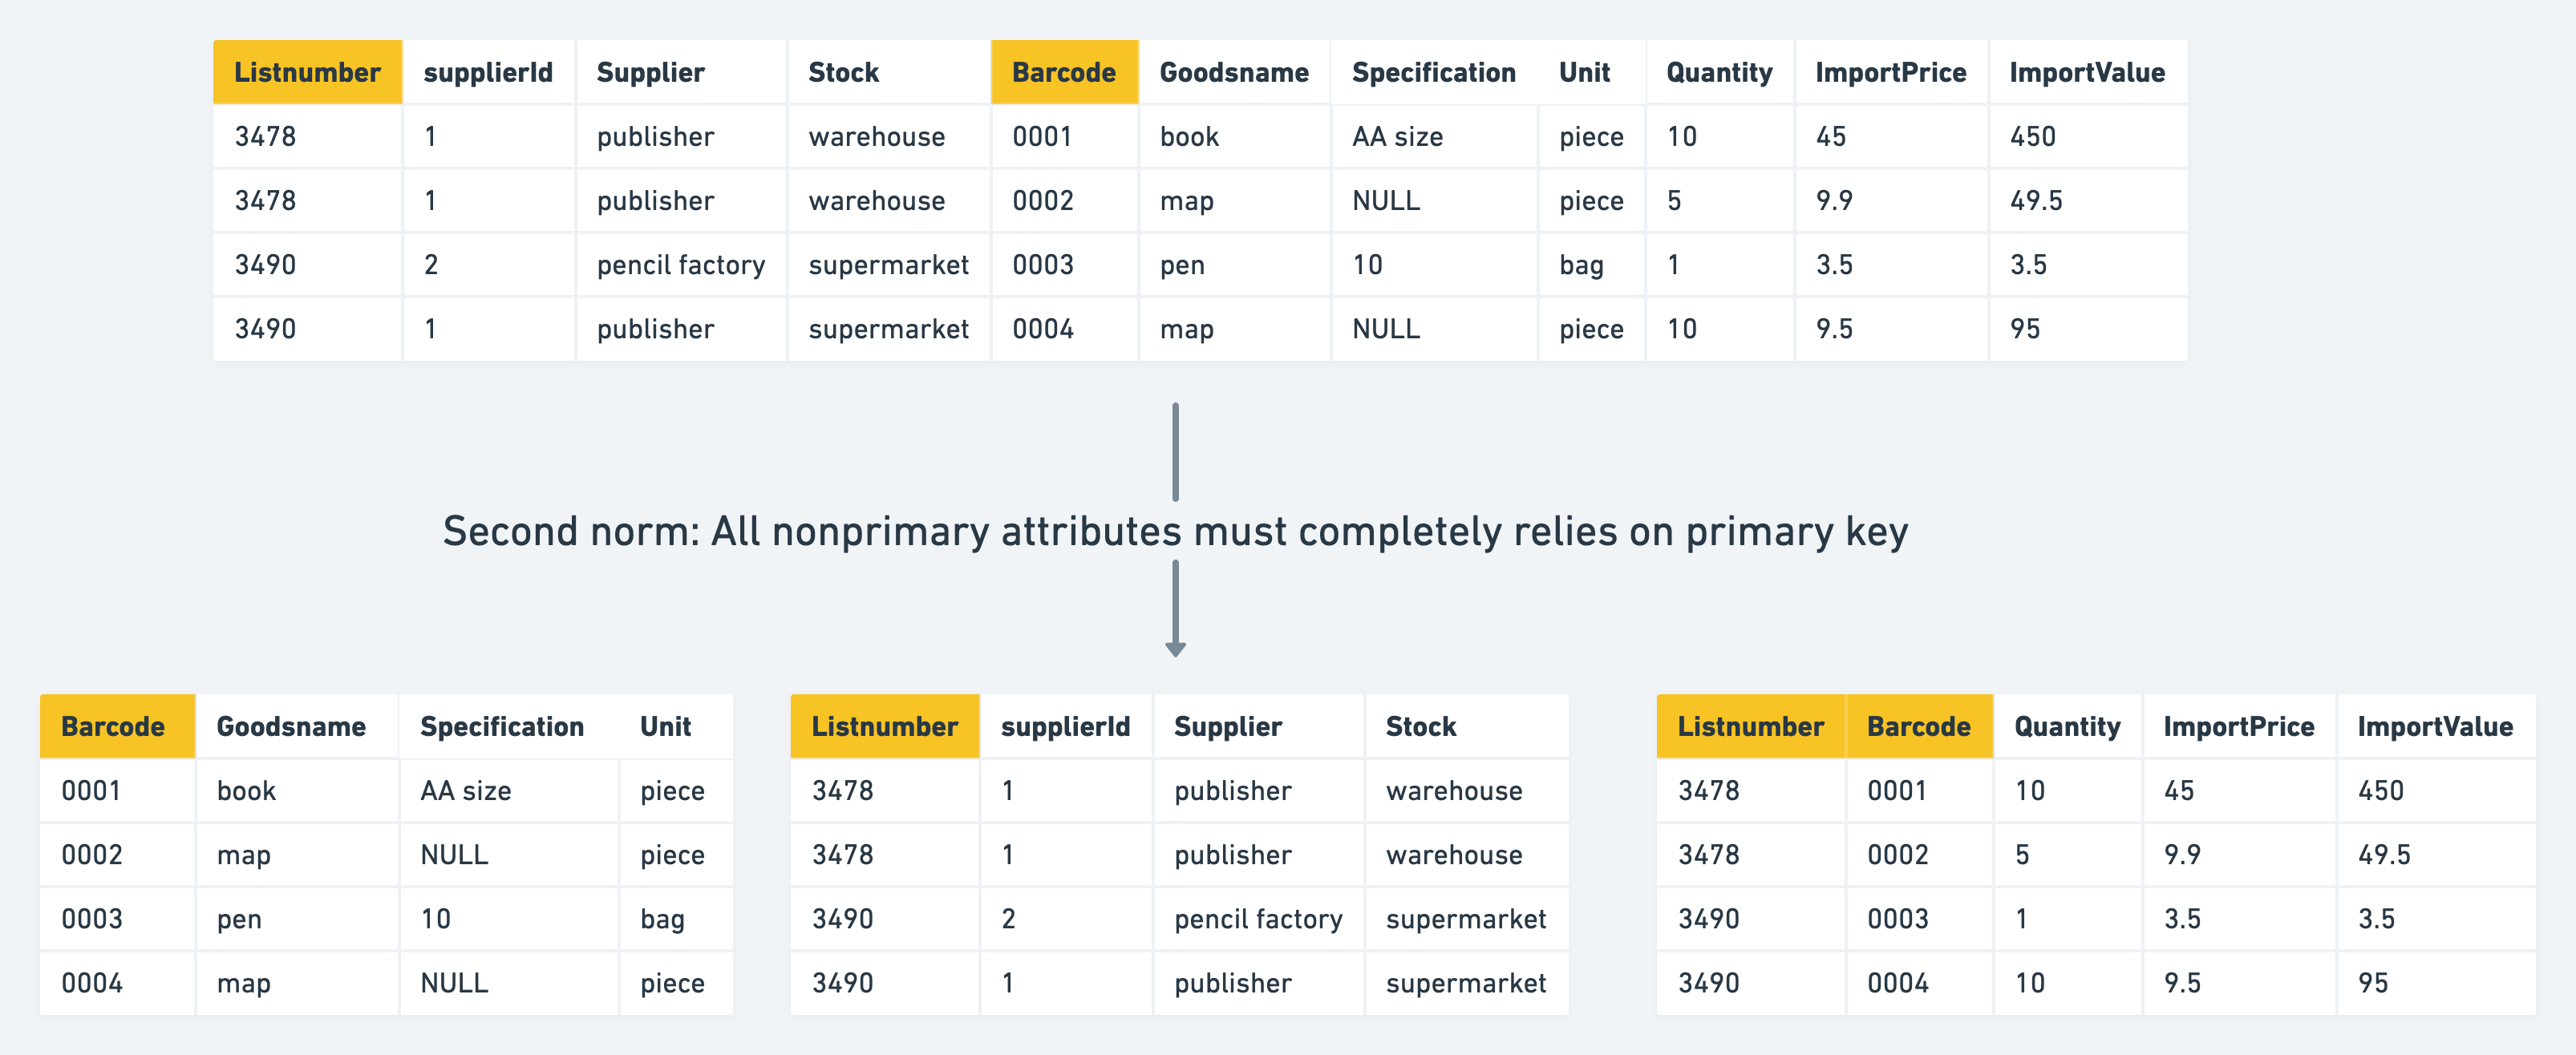 Listnumber supplierId Supplier Stock Barcode Goodsname Specification Unit Quantity ImportPrice ImportValue
3478 1 publisher warehouse 0001 book AA size piece 10 45 450
3478 1 publisher warehouse 0002 map NULL piece 5 9.9 49.5
3490 2 pencil factory supermarket 0003 pen 10 bag 1 3.5 3.5
3490 1 publisher supermarket 0004 map NULL piece 10 9.5 95
Second norm: All nonprimary attributes must completely relies on primary key
Barcode Goodsname Specification Unit
0001 book AA size piece
0002 map NULL piece
0003 pen 10 bag
0004 map NULL piece
Listnumber supplierId Supplier Stock
3478 1 publisher warehouse
3478 1 publisher warehouse
3490 2 pencil factory supermarket
3490 1 publisher supermarket
Listnumber Barcode Quantity ImportPrice ImportValue
3478 0001 10 45 450
3478 0002 5 9.9 49.5
3490 0003 1 3.5 3.5
3490 0004 10 9.5 95